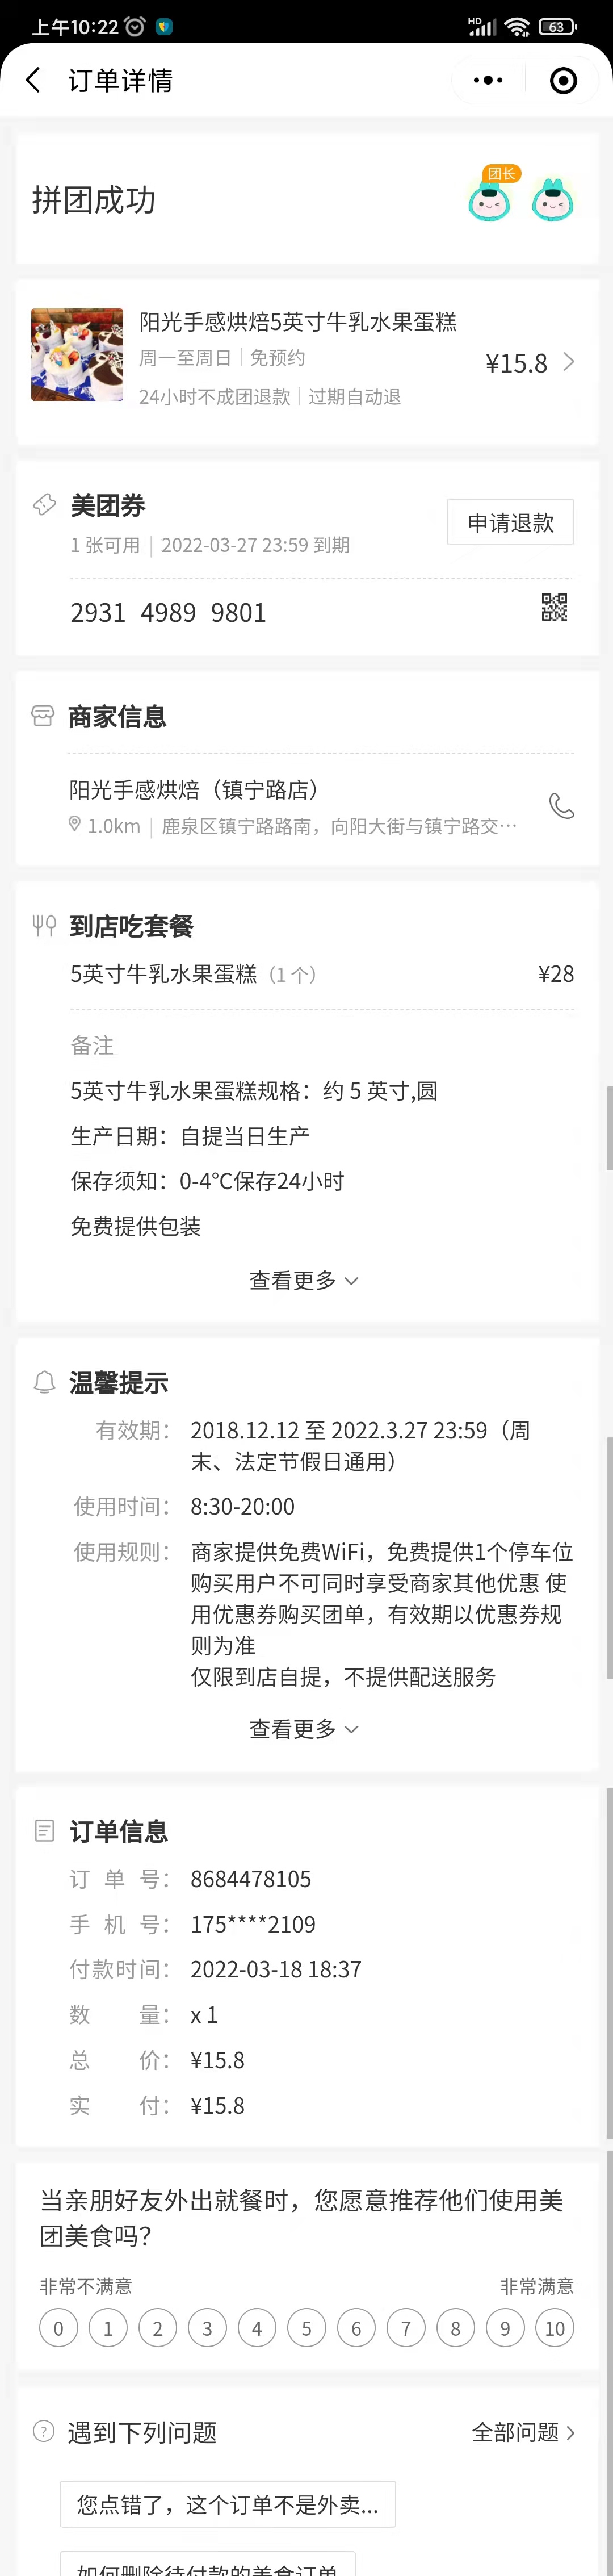 上午10:22
HD
63
订单详情
团长
拼团成功
阳光手感烘焙5英寸牛乳水果蛋糕
周一至周日｜免预约
¥15.8
24小时不成团退款｜过期自动退
美团券
申请退款
1 张可用｜2022-03-27 23:59 到期
2931 4989 9801
商家信息
阳光手感烘焙（镇宁路店）
1.0km｜鹿泉区镇宁路路南，向阳大街与镇宁路交…
到店吃套餐
5英寸牛乳水果蛋糕（1 个） ¥28
备注
5英寸牛乳水果蛋糕规格：约 5 英寸,圆
生产日期：自提当日生产
保存须知：0-4℃保存24小时
免费提供包装
查看更多
温馨提示
有效期： 2018.12.12 至 2022.3.27 23:59（周
末、法定节假日通用）
使用时间： 8:30-20:00
使用规则： 商家提供免费WiFi，免费提供1个停车位
购买用户不可同时享受商家其他优惠 使
用优惠券购买团单，有效期以优惠券规
则为准
仅限到店自提，不提供配送服务
查看更多
订单信息
订单号： 8684478105
手机号： 175****2109
付款时间： 2022-03-18 18:37
数量： x 1
总价： ¥15.8
实付： ¥15.8
当亲朋好友外出就餐时，您愿意推荐他们使用美
团美食吗？
非常不满意 非常满意
0 1 2 3 4 5 6 7 8 9 10
? 遇到下列问题 全部问题
您点错了，这个订单不是外卖...
如何删除待付款的美食订单